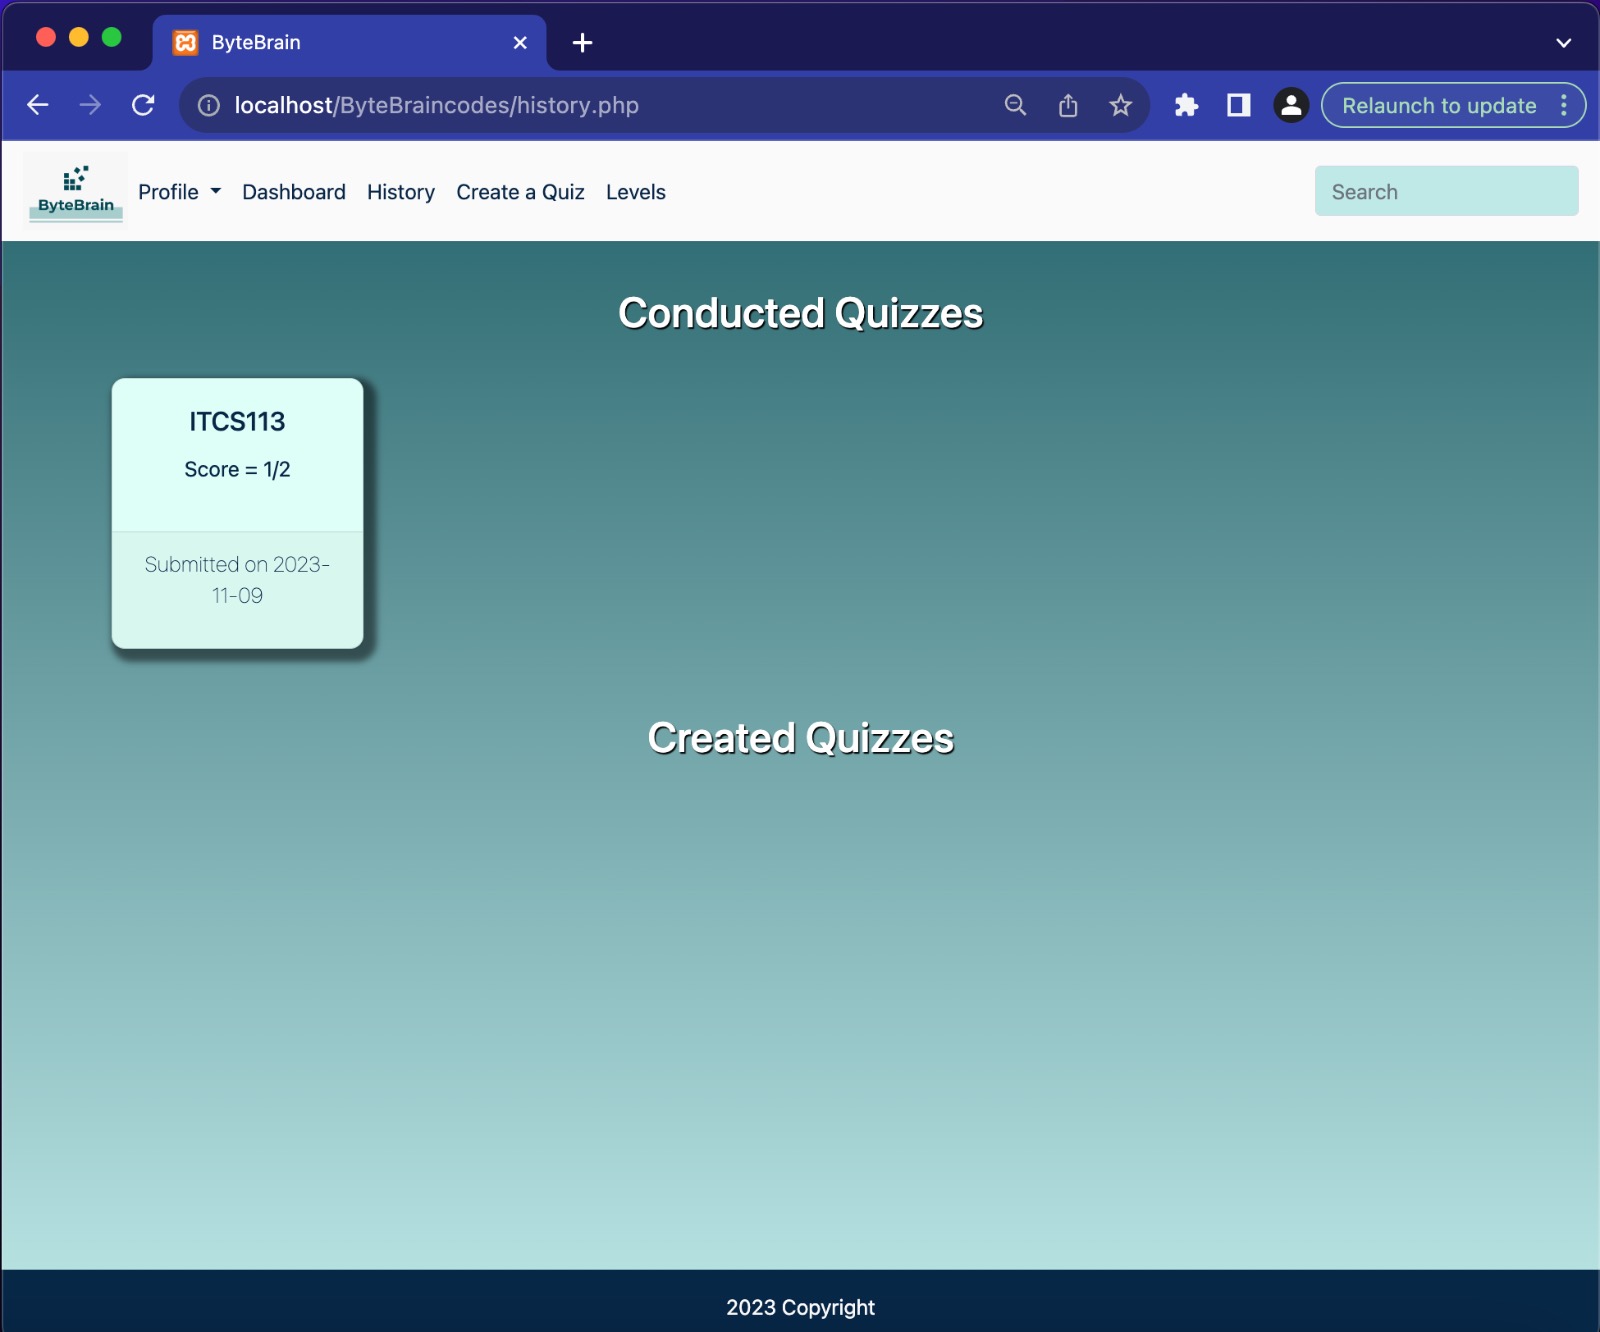 ByteBrain
localhost/ByteBraincodes/history.php
Relaunch to update
ByteBrain
Profile Dashboard History Create a Quiz Levels
Search
Conducted Quizzes
ITCS113
Score = 1/2
Submitted on 2023-
11-09
Created Quizzes
2023 Copyright